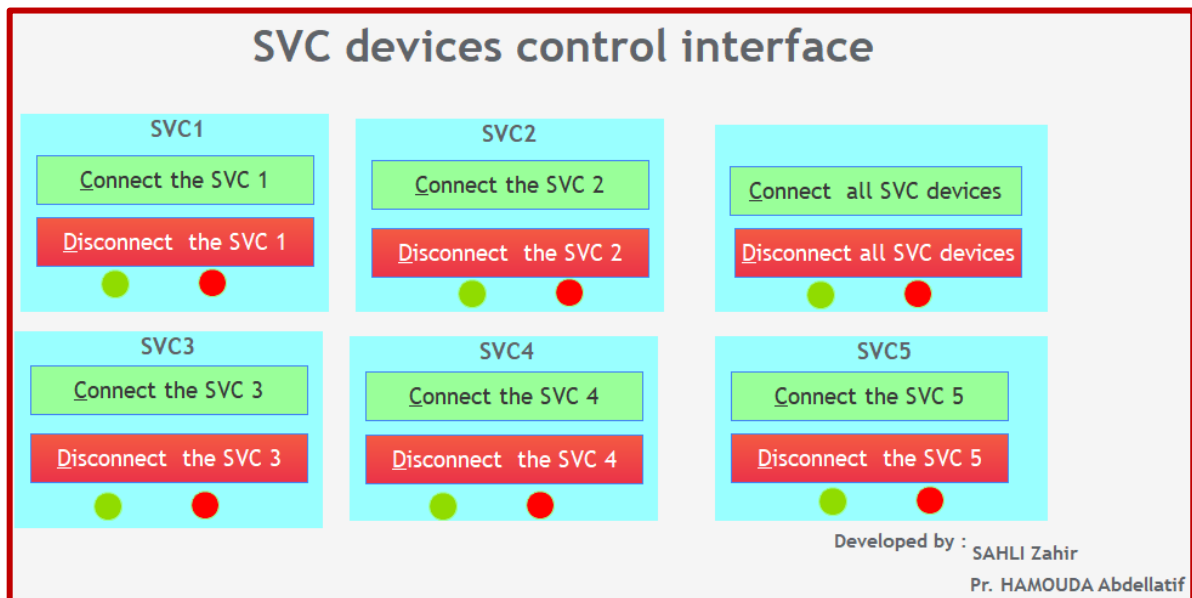 SVC devices control interface
SVC1
Connect the SVC 1
Disconnect the SVC 1
SVC2
Connect the SVC 2
Disconnect the SVC 2
Connect all SVC devices
Disconnect all SVC devices
SVC3
Connect the SVC 3
Disconnect the SVC 3
SVC4
Connect the SVC 4
Disconnect the SVC 4
SVC5
Connect the SVC 5
Disconnect the SVC 5
Developed by :
SAHLI Zahir
Pr. HAMOUDA Abdellatif